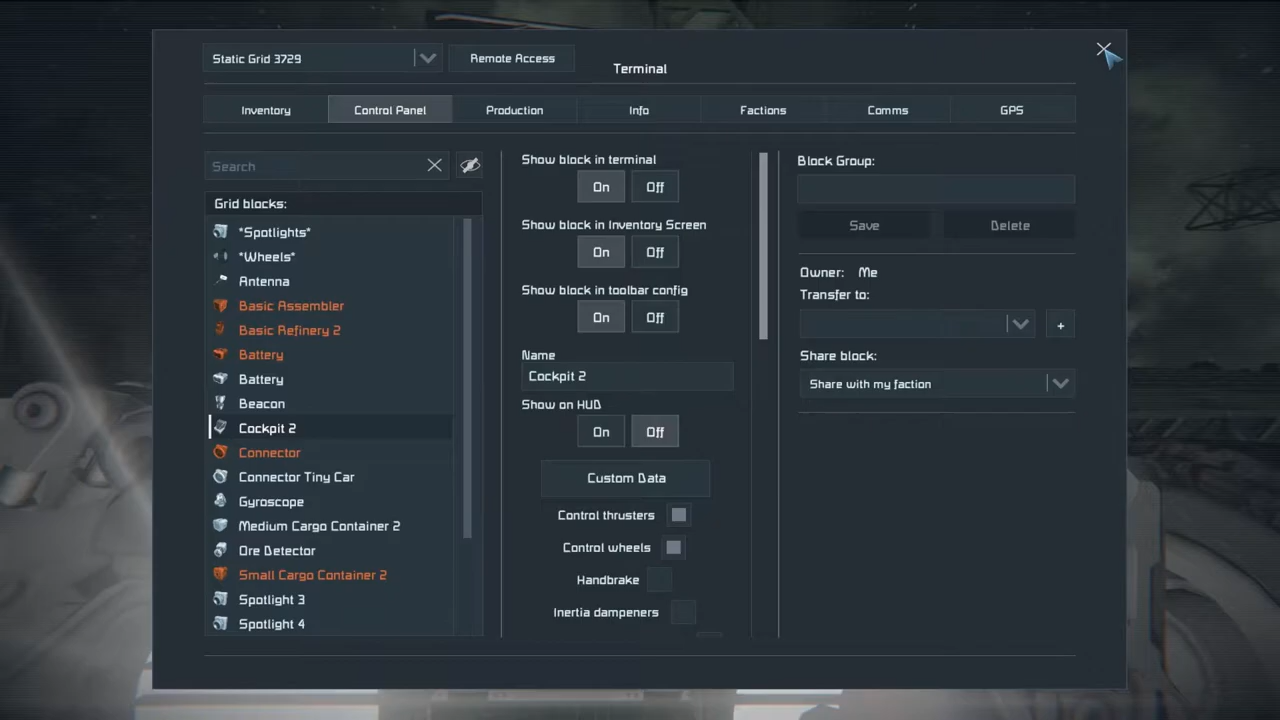 Static Grid 3729
Remote Access
Terminal
Inventory
Control Panel
Production
Info
Factions
Comms
GPS
Search
Grid blocks:
*Spotlights*
*Wheels*
Antenna
Basic Assembler
Basic Refinery 2
Battery
Battery
Beacon
Cockpit 2
Connector
Connector Tiny Car
Gyroscope
Medium Cargo Container 2
Ore Detector
Small Cargo Container 2
Spotlight 3
Spotlight 4
Show block in terminal
On Off
Show block in Inventory Screen
On Off
Show block in toolbar config
On Off
Name
Cockpit 2
Show on HUD
On Off
Custom Data
Control thrusters
Control wheels
Handbrake
Inertia dampeners
Block Group:
Save Delete
Owner: Me
Transfer to:
+
Share block:
Share with my faction